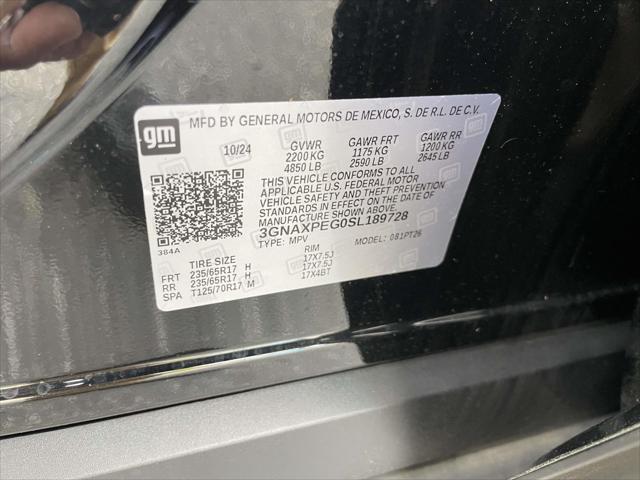 MFD BY GENERAL MOTORS DE MEXICO, S. DE R.L. DE C.V.
gm
10/24 GVWR GAWR FRT GAWR RR
2200 KG 1175 KG 1200 KG
4850 LB 2590 LB 2645 LB
THIS VEHICLE CONFORMS TO ALL
APPLICABLE U.S. FEDERAL MOTOR
VEHICLE SAFETY, BUMPER, AND THEFT
PREVENTION STANDARDS IN EFFECT ON THE DATE OF
MANUFACTURE SHOWN ABOVE.
3GNAXPEG0SL189728
TYPE: MPV MODEL: 081PT26
384A
TIRE SIZE RIM
FRT 235/65R17 H 17X7.5J
RR 235/65R17 H 17X7.5J
SPA T125/70R17 M 17X4BT